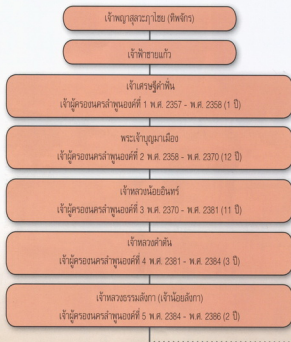 เจ้าพญาสุลวะฦาไชย (ทิพจักร)
เจ้าฟ้าชายแก้ว
เจ้าเศรษฐีคำฝั้น
เจ้าผู้ครองนครลำพูนองค์ที่ 1 พ.ศ. 2357 - พ.ศ. 2358 (1 ปี)
พระเจ้าบุญมาเมือง
เจ้าผู้ครองนครลำพูนองค์ที่ 2 พ.ศ. 2358 - พ.ศ. 2370 (12 ปี)
เจ้าหลวงน้อยอินทร์
เจ้าผู้ครองนครลำพูนองค์ที่ 3 พ.ศ. 2370 - พ.ศ. 2381 (11 ปี)
เจ้าหลวงคำตัน
เจ้าผู้ครองนครลำพูนองค์ที่ 4 พ.ศ. 2381 - พ.ศ. 2384 (3 ปี)
เจ้าหลวงธรรมลังกา (เจ้าน้อยลังกา)
เจ้าผู้ครองนครลำพูนองค์ที่ 5 พ.ศ. 2384 - พ.ศ. 2386 (2 ปี)